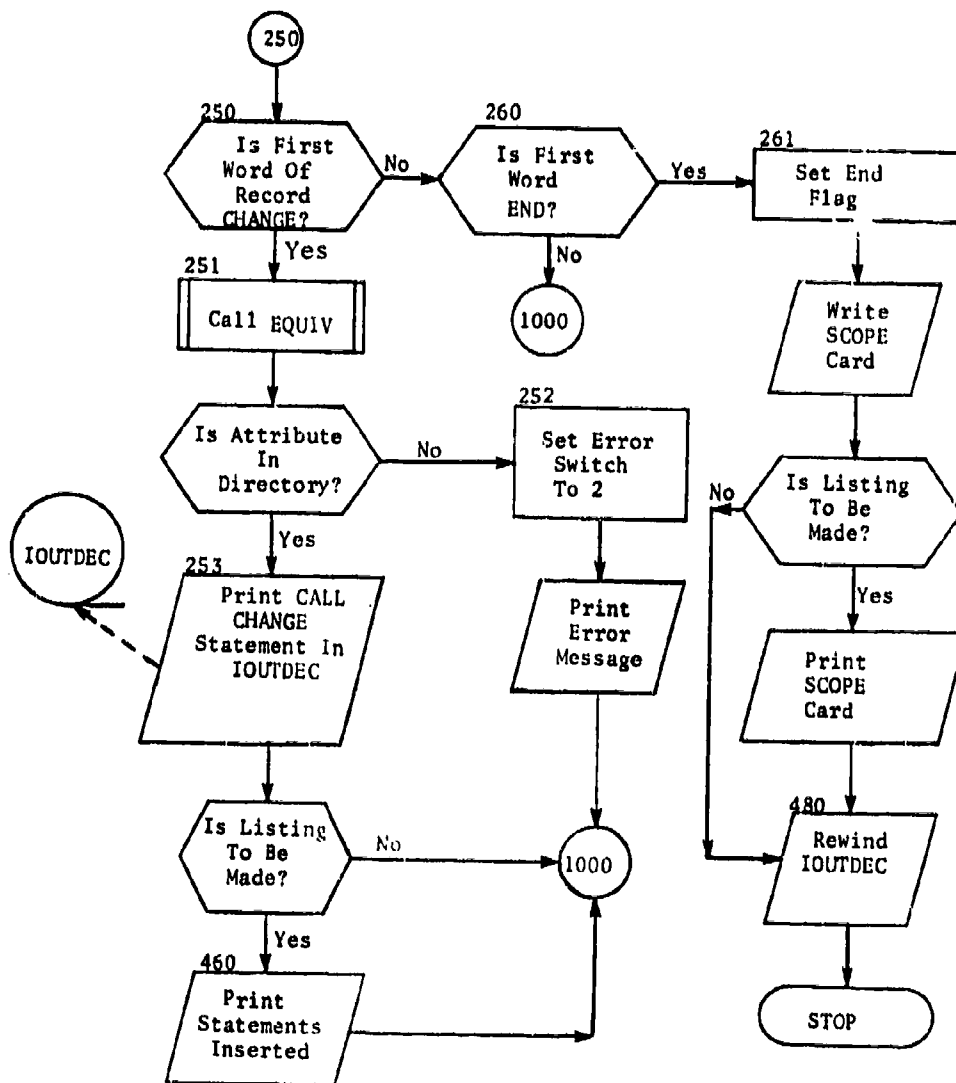 250
250
Is First
Word Of
Record
CHANGE?
No
260
Is First
Word
END?
Yes
261
Set End
Flag
Yes
No
251
Call EQUIV
1000
Write
SCOPE
Card
Is Attribute
In
Directory?
No
252
Set Error
Switch
To 2
No
Is Listing
To Be
Made?
Yes
IOUTDEC
253
Print CALL
CHANGE
Statement In
IOUTDEC
Print
Error
Message
Yes
Print
SCOPE
Card
Is Listing
To Be
Made?
No
1000
480
Rewind
IOUTDEC
Yes
460
Print
Statements
Inserted
STOP